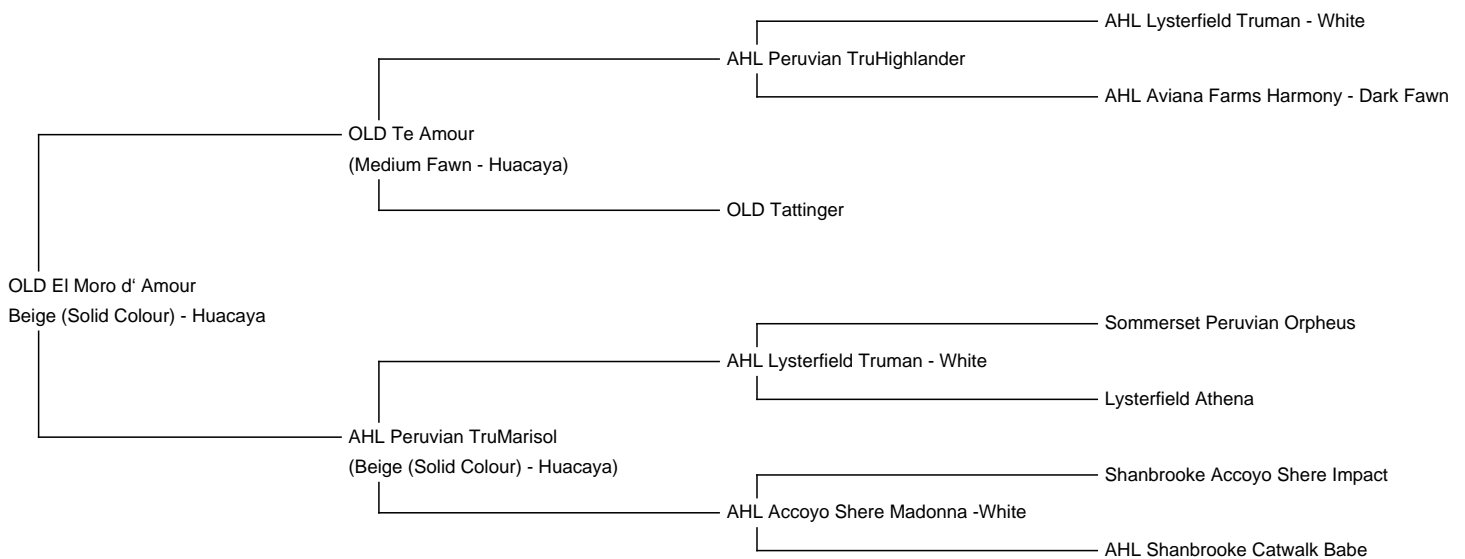 AHL Lysterfield Truman - White
AHL Peruvian TruHighlander
AHL Aviana Farms Harmony - Dark Fawn
OLD Te Amour
(Medium Fawn - Huacaya)
OLD Tattinger
OLD El Moro d‘ Amour
Beige (Solid Colour) - Huacaya
Sommerset Peruvian Orpheus
AHL Lysterfield Truman - White
Lysterfield Athena
AHL Peruvian TruMarisol
(Beige (Solid Colour) - Huacaya)
Shanbrooke Accoyo Shere Impact
AHL Accoyo Shere Madonna -White
AHL Shanbrooke Catwalk Babe